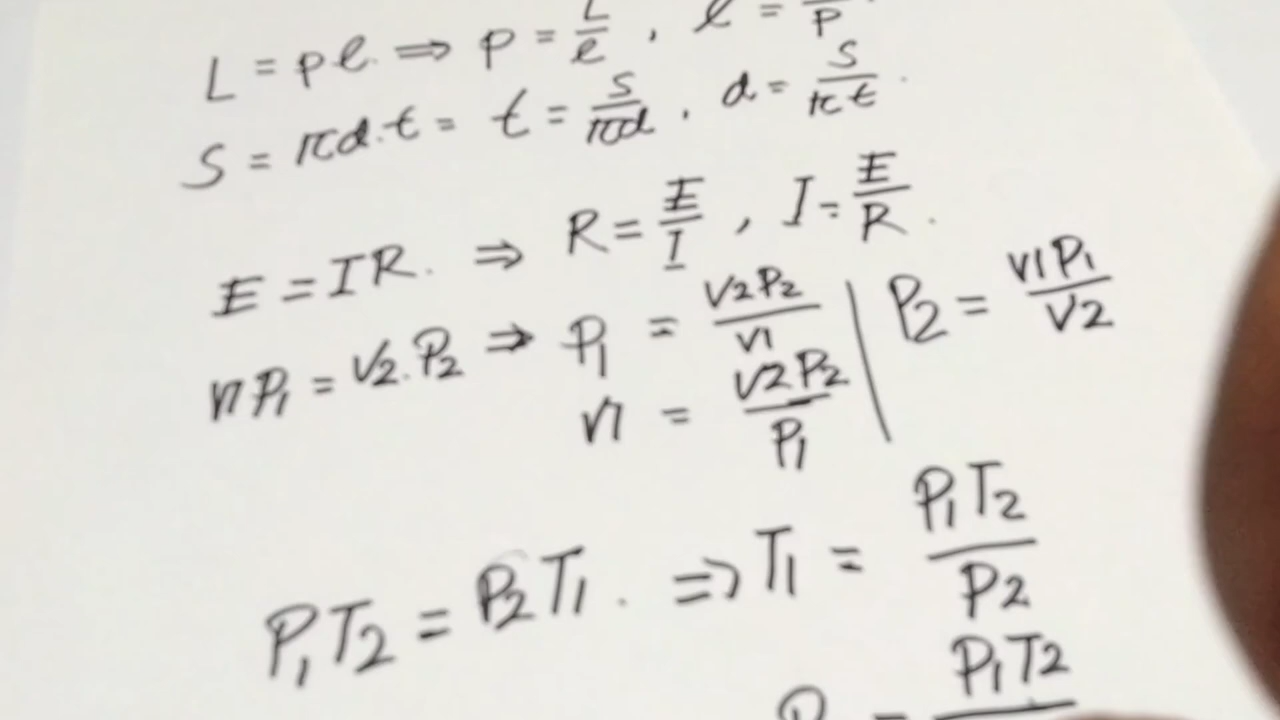 L = pℓ. ⇒ p = L/ℓ, ℓ = /p
S = πd.t = t = S/πd, d = S/πt.
E = IR. ⇒ R = E/I, I = E/R.
V1P₁ = V₂.P₂ ⇒ P₁ = V2P₂/V1 | P₂ = V1P₁/V2
V1 = V2P₂/P₁
P₁T₂ = P₂T₁. ⇒ T₁ = P₁T₂/P2
= P₁T2